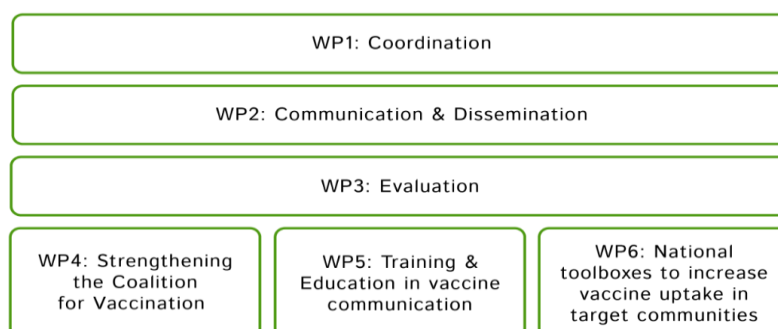 WP1: Coordination
WP2: Communication & Dissemination
WP3: Evaluation
WP4: Strengthening
the Coalition
for Vaccination
WP5: Training &
Education in vaccine
communication
WP6: National
toolboxes to increase
vaccine uptake in
target communities